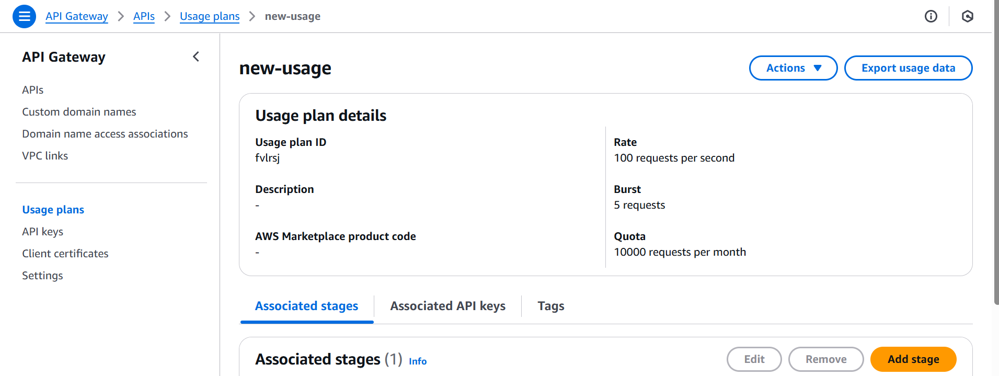 API Gateway > APIs > Usage plans > new-usage
API Gateway
APIs
Custom domain names
Domain name access associations
VPC links
Usage plans
API keys
Client certificates
Settings
new-usage
Actions
Export usage data
Usage plan details
Usage plan ID
fvlrsj
Description
-
AWS Marketplace product code
-
Rate
100 requests per second
Burst
5 requests
Quota
10000 requests per month
Associated stages
Associated API keys
Tags
Associated stages (1) Info
Edit
Remove
Add stage